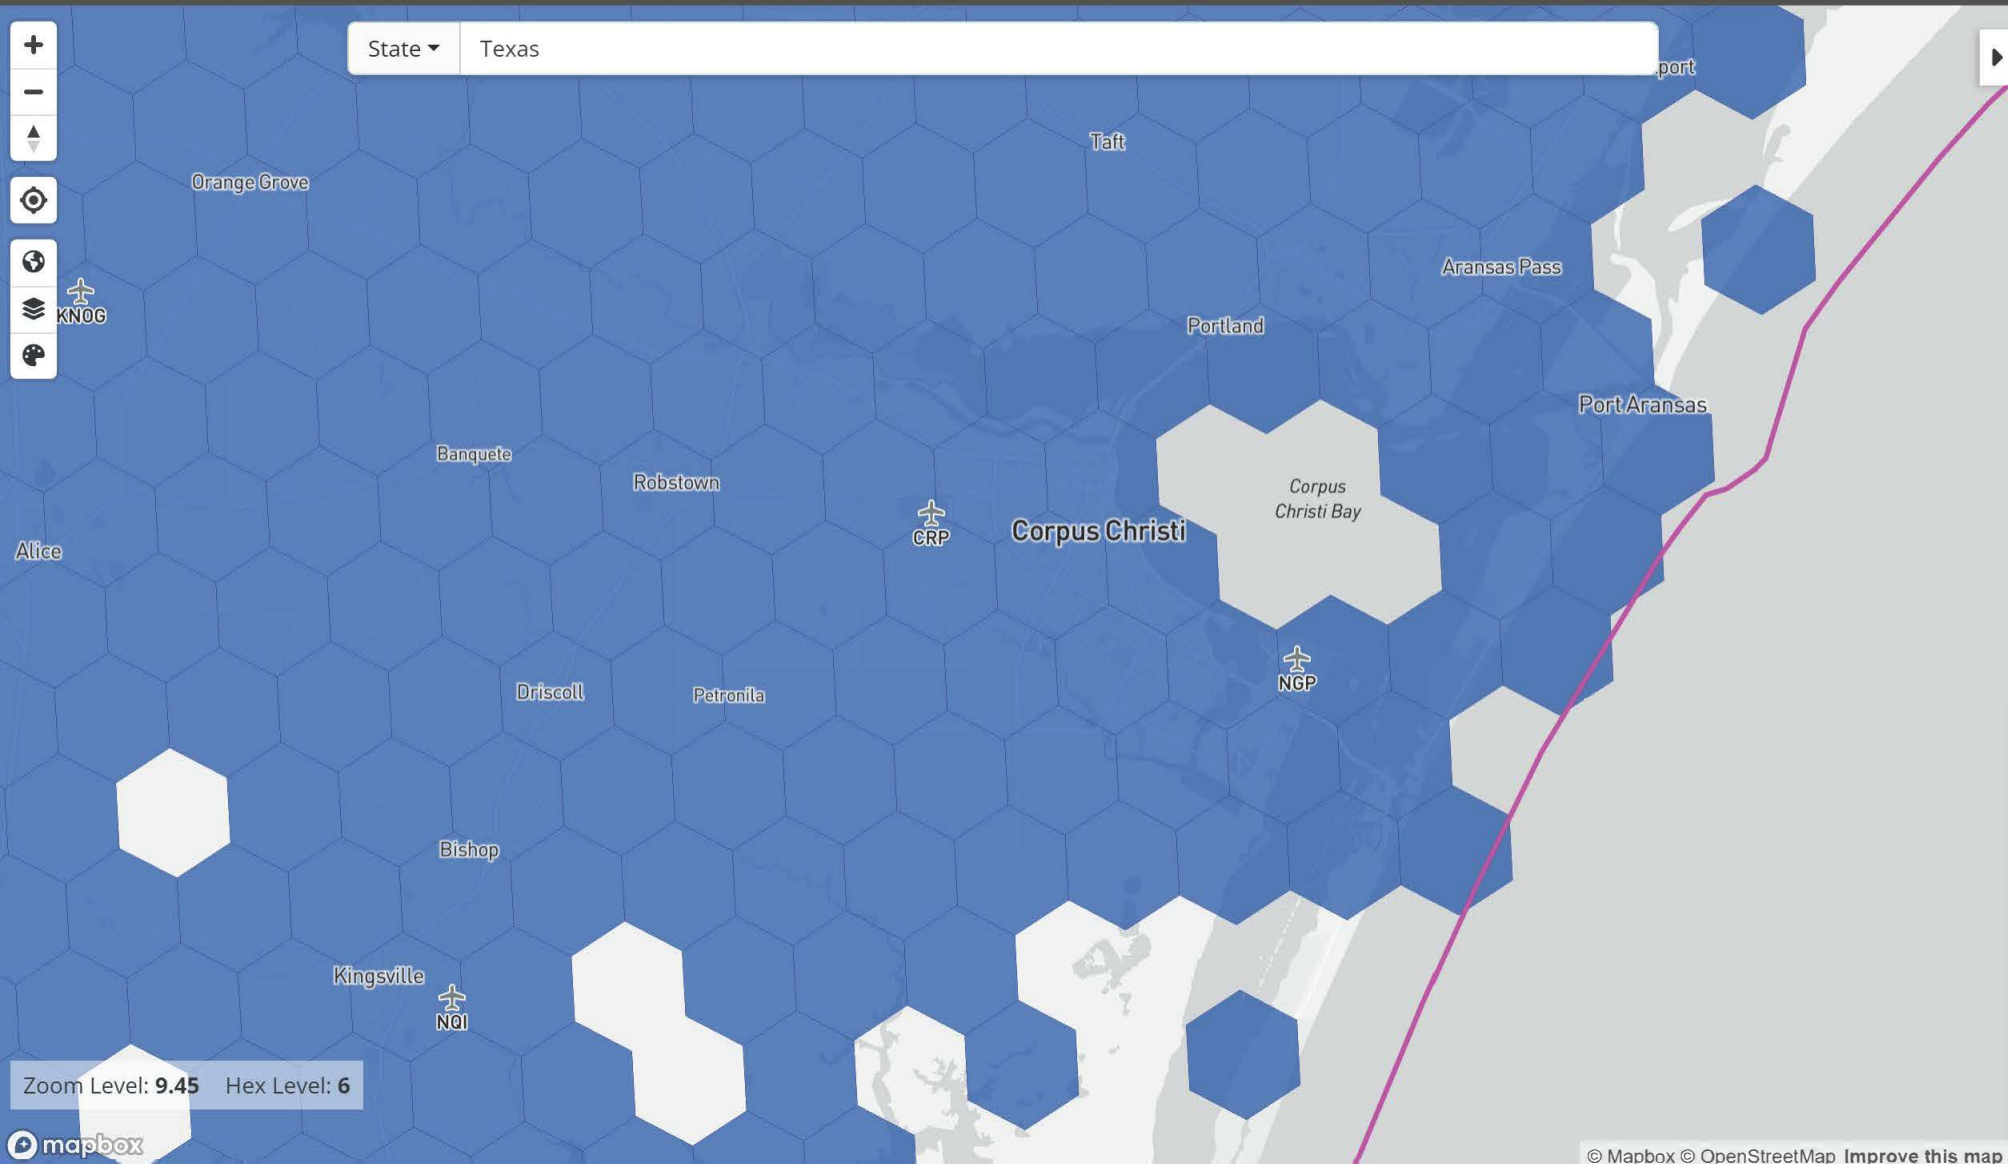 State Texas
port
Taft
Orange Grove
Aransas Pass
KNOG
Portland
Port Aransas
Banquete
Robstown
Corpus
Christi Bay
CRP
Corpus Christi
Alice
NGP
Driscoll
Petronila
Bishop
Kingsville
NQI
Zoom Level: 9.45 Hex Level: 6
mapbox
© Mapbox © OpenStreetMap Improve this map